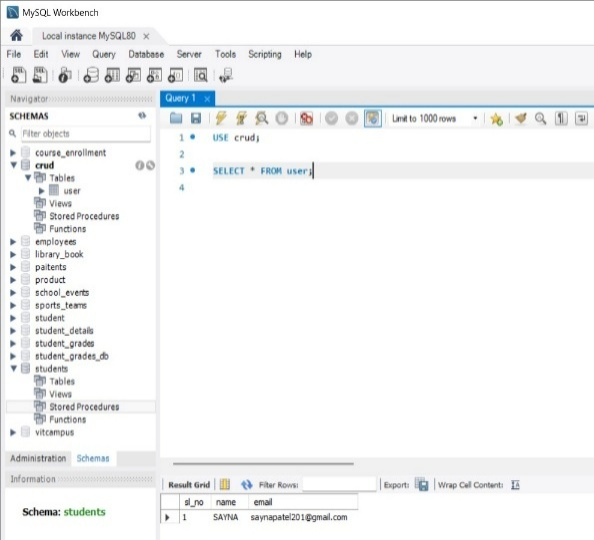 MySQL Workbench
Local instance MySQL80 ×
File Edit View Query Database Server Tools Scripting Help
Navigator
SCHEMAS
Filter objects
course_enrollment
crud
Tables
user
Views
Stored Procedures
Functions
employees
library_book
paitents
product
school_events
sports_teams
student
student_details
student_grades
student_grades_db
students
Tables
Views
Stored Procedures
Functions
vitcampus
Administration Schemas
Information
Schema: students
Query 1 ×
Limit to 1000 rows
1 USE crud;
2
3 SELECT * FROM user;
4
Result Grid Filter Rows: Export: Wrap Cell Content:
sl_no name email
1 SAYNA saynapatel201@gmail.com